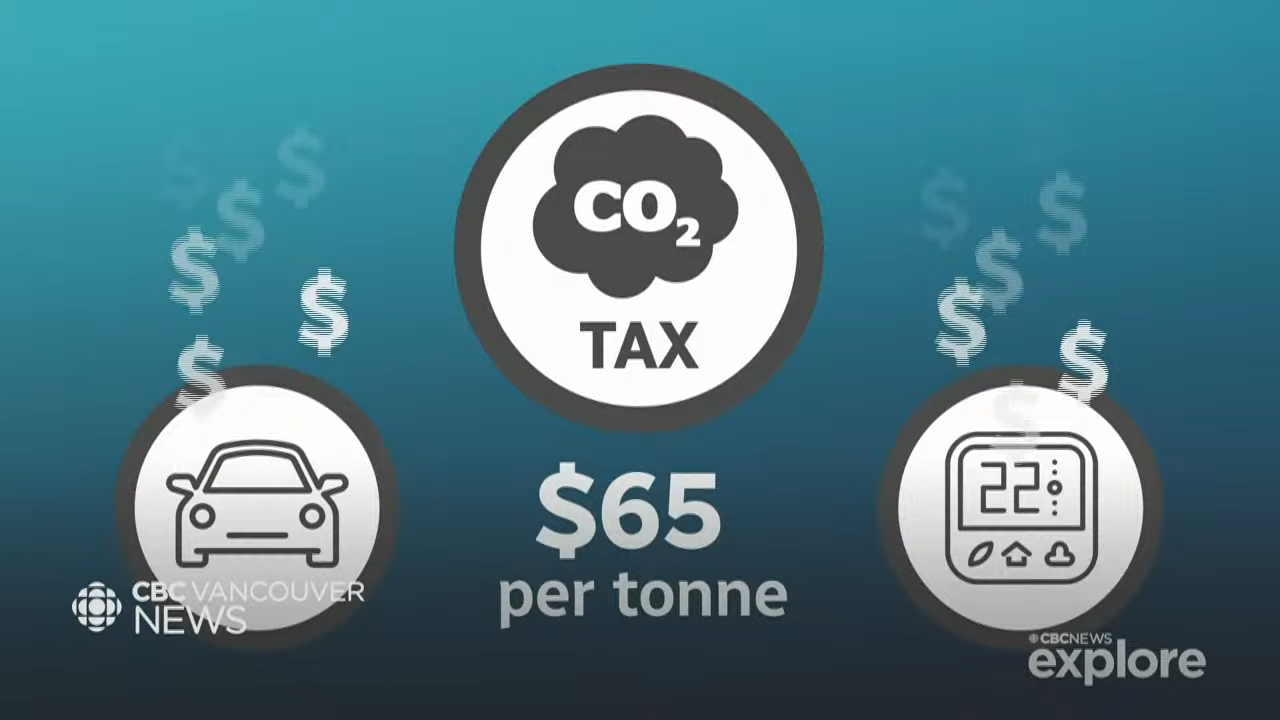 CO₂
TAX
$65
per tonne
22
CBC VANCOUVER
NEWS
CBCNEWS
explore